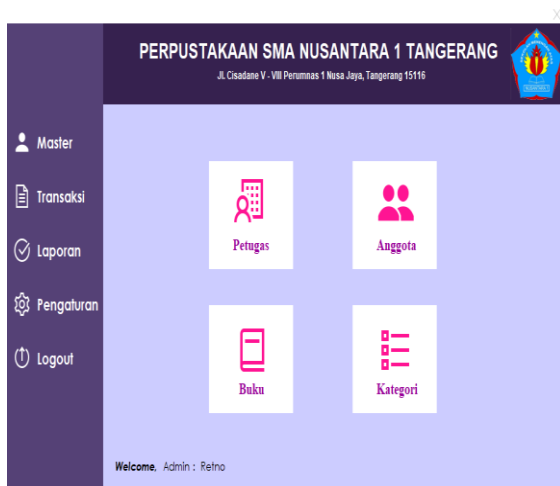 X
PERPUSTAKAAN SMA NUSANTARA 1 TANGERANG
Jl. Cisadane V - VIII Perumnas 1 Nusa Jaya, Tangerang 15116
Master
Transaksi
Laporan
Pengaturan
Logout
Petugas
Anggota
Buku
Kategori
Welcome, Admin : Retno